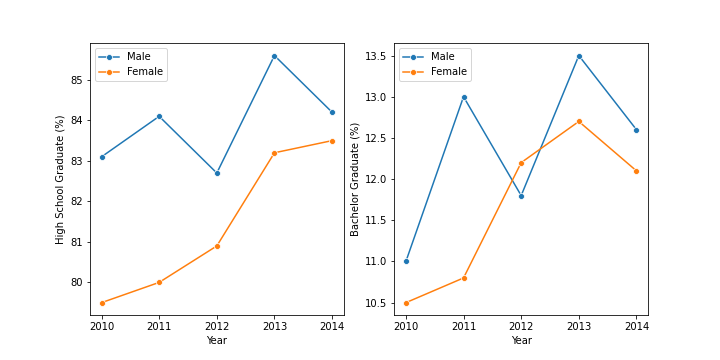 Male
Female
High School Graduate (%)
85
84
83
82
81
80
2010 2011 2012 2013 2014
Year
Male
Female
Bachelor Graduate (%)
13.5
13.0
12.5
12.0
11.5
11.0
10.5
2010 2011 2012 2013 2014
Year